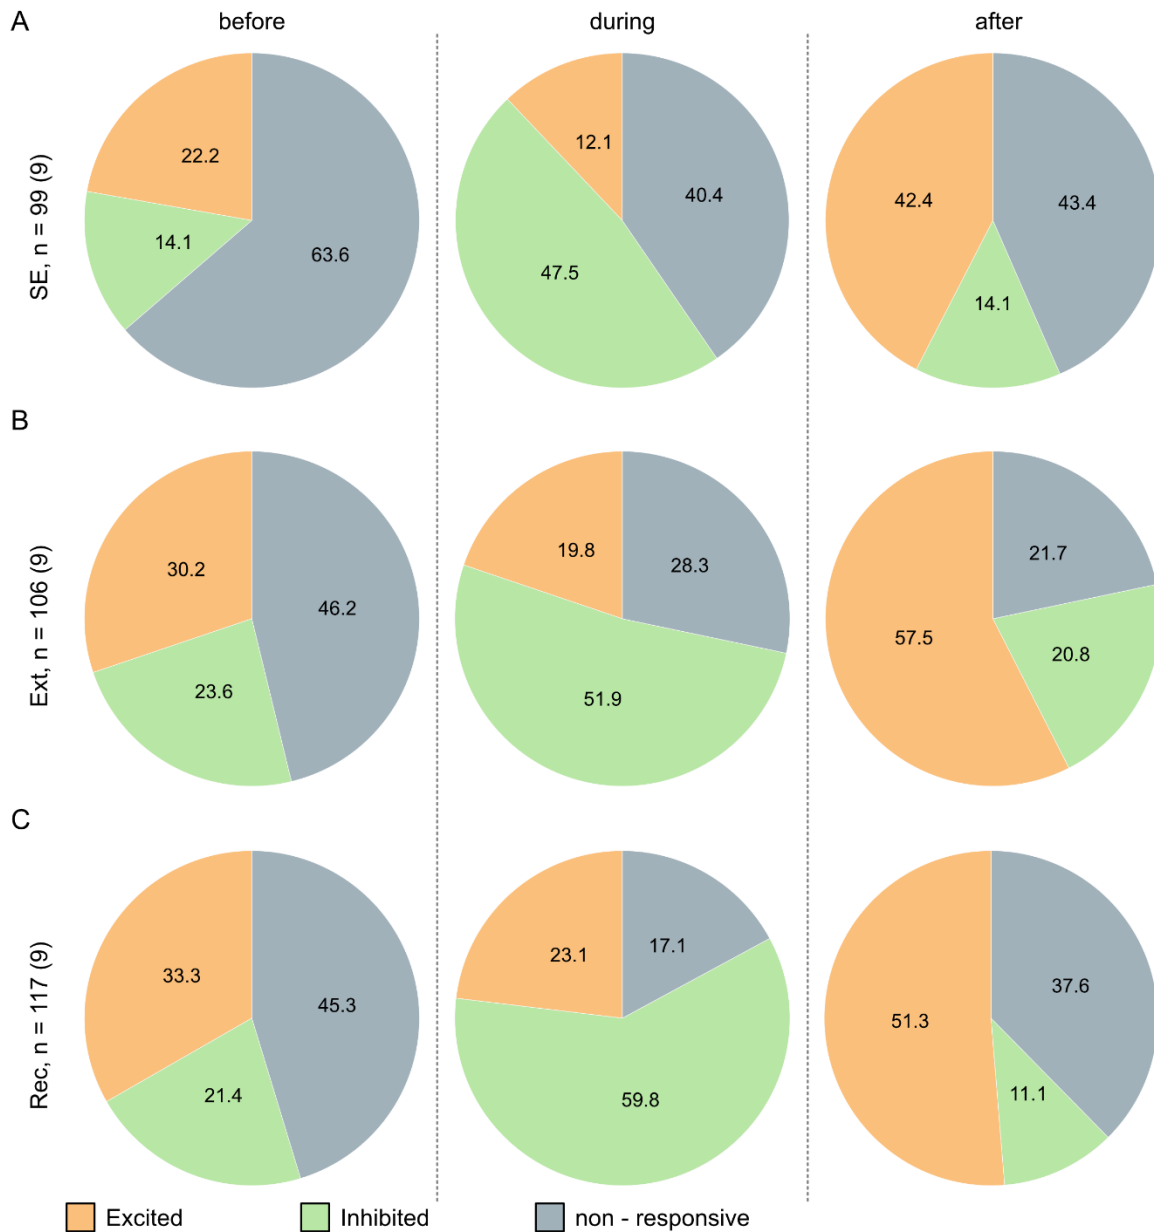 A
before
during
after
SE, n = 99 (9)
22.2
14.1
63.6
12.1
47.5
40.4
42.4
14.1
43.4
B
Ext, n = 106 (9)
30.2
23.6
46.2
19.8
51.9
28.3
57.5
20.8
21.7
C
Rec, n = 117 (9)
33.3
21.4
45.3
23.1
59.8
17.1
51.3
11.1
37.6
Excited
Inhibited
non - responsive